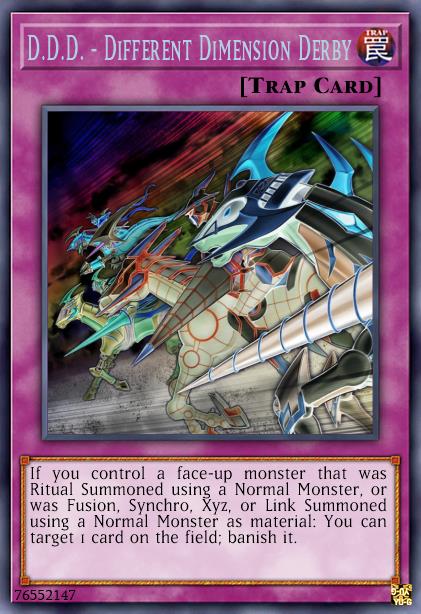 D.D.D. - Different Dimension Derby
TRAP
罠
[Trap Card]
If you control a face-up monster that was
Ritual Summoned using a Normal Monster, or
was Fusion, Synchro, Xyz, or Link Summoned
using a Normal Monster as material: You can
target 1 card on the field; banish it.
76552147